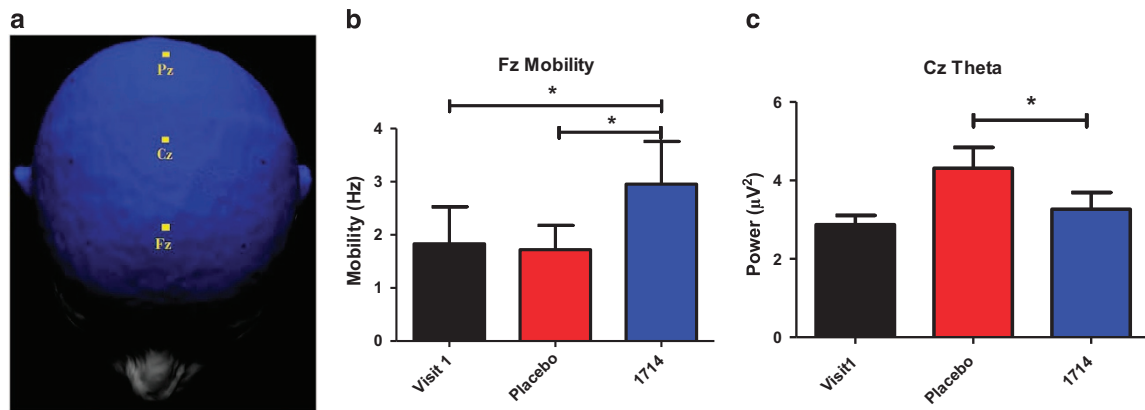 a
Pz
Cz
Fz
b
Fz Mobility
*
*
Mobility (Hz)
4
3
2
1
0
Visit 1
Placebo
1714
c
Cz Theta
*
Power (μV²)
6
4
2
0
Visit1
Placebo
1714